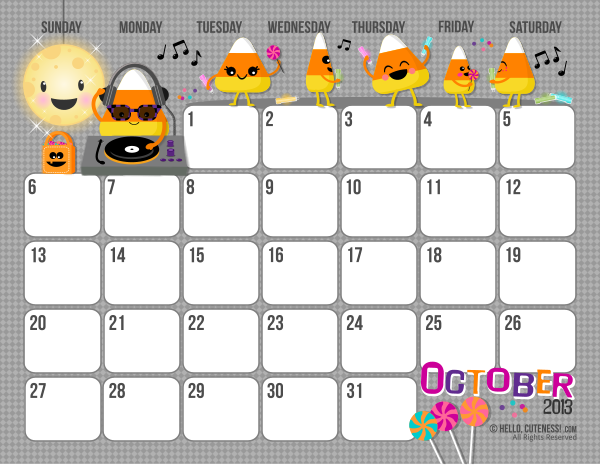 SUNDAY MONDAY TUESDAY WEDNESDAY THURSDAY FRIDAY SATURDAY
1 2 3 4 5
6 7 8 9 10 11 12
13 14 15 16 17 18 19
20 21 22 23 24 25 26
27 28 29 30 31
OCTOBER
2013
© HELLO, CUTENESS! .COM
All Rights Reserved